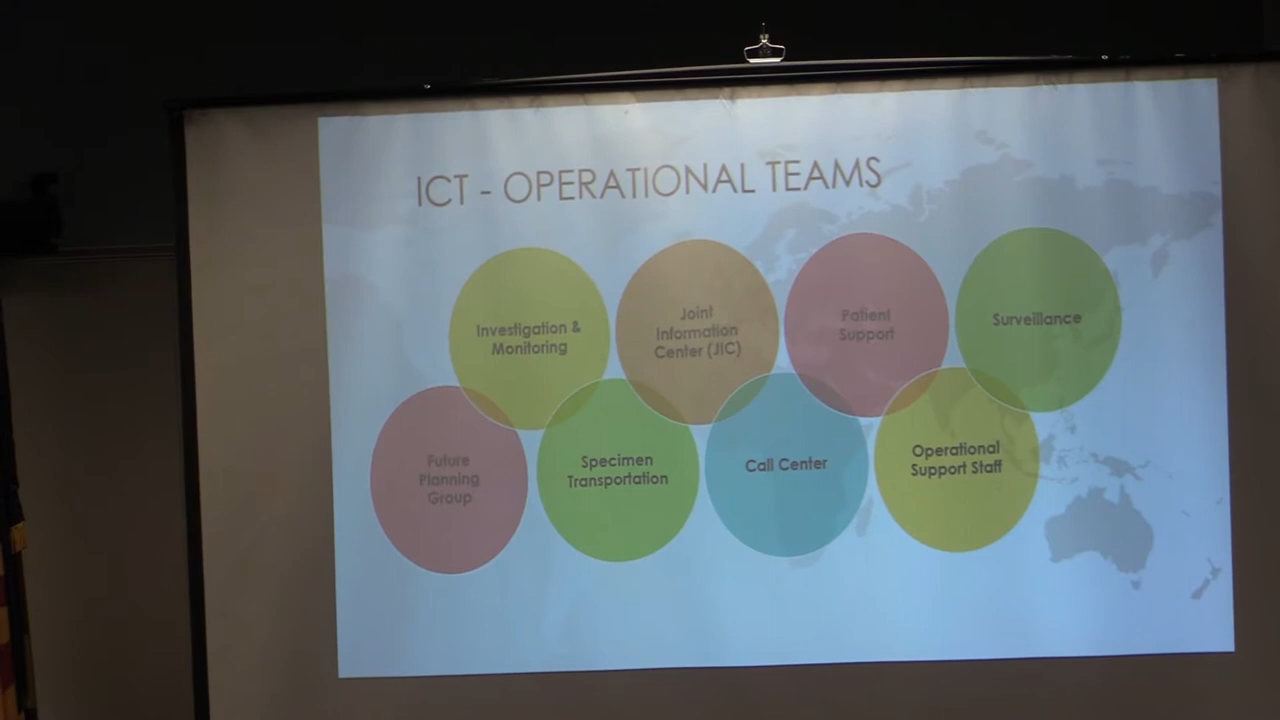 ICT - OPERATIONAL TEAMS
Investigation &
Monitoring
Joint
Information
Center (JIC)
Patient
Support
Surveillance
Future
Planning
Group
Specimen
Transportation
Call Center
Operational
Support Staff